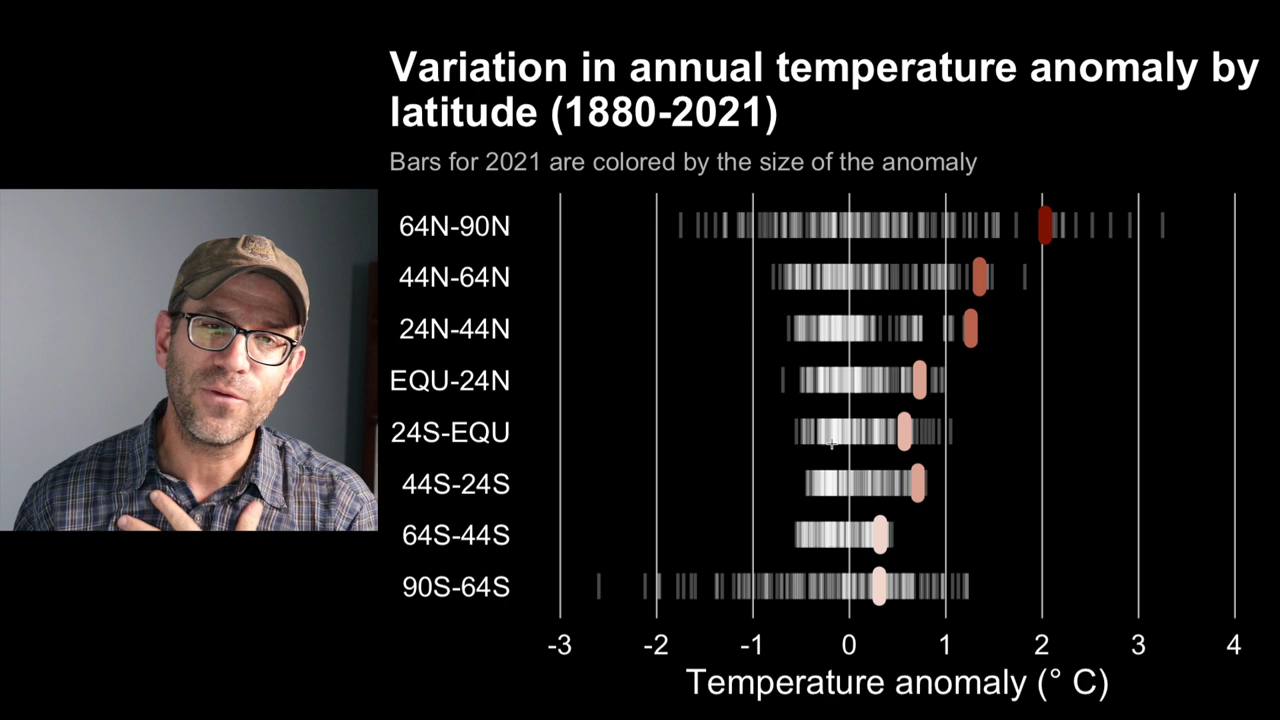 Variation in annual temperature anomaly by
latitude (1880-2021)
Bars for 2021 are colored by the size of the anomaly
64N-90N
44N-64N
24N-44N
EQU-24N
24S-EQU
44S-24S
64S-44S
90S-64S
-3 -2 -1 0 1 2 3 4
Temperature anomaly (° C)